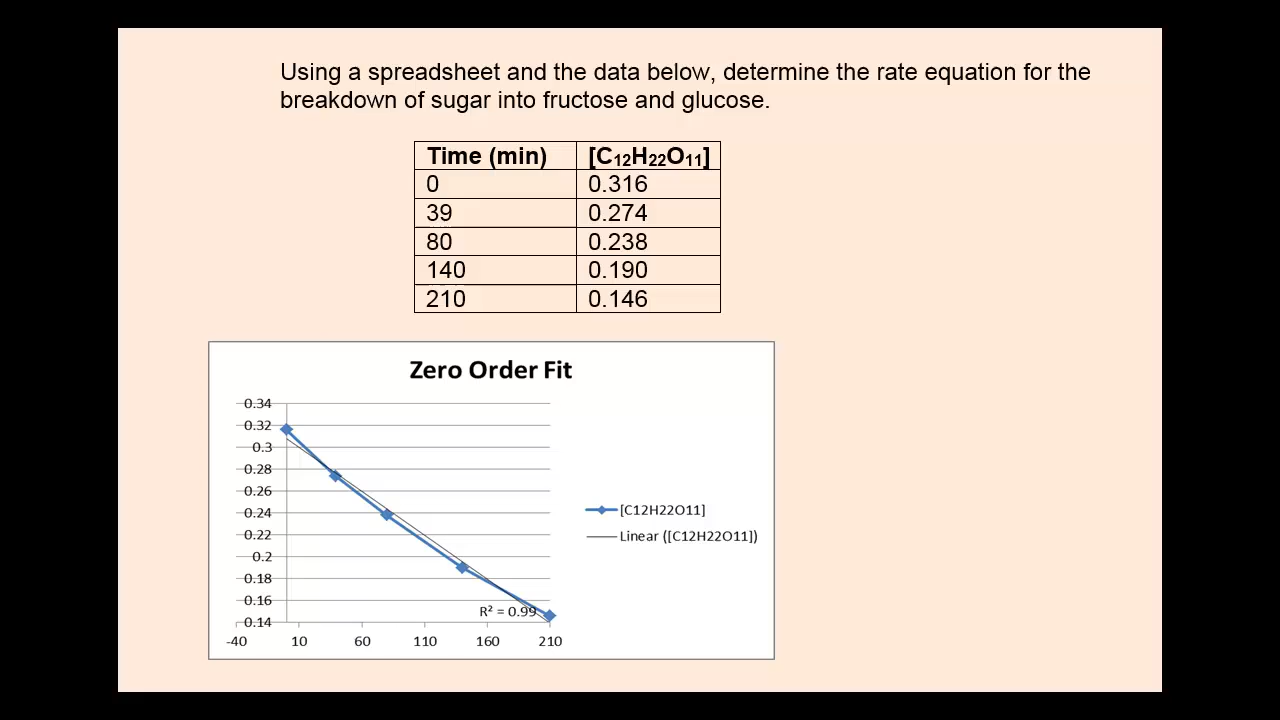 Using a spreadsheet and the data below, determine the rate equation for the
breakdown of sugar into fructose and glucose.
Time (min) [C₁₂H₂₂O₁₁]
0 0.316
39 0.274
80 0.238
140 0.190
210 0.146
Zero Order Fit
0.34
0.32
0.3
0.28
0.26
0.24
0.22
0.2
0.18
0.16
0.14
R² = 0.99
-40 10 60 110 160 210
[C12H22O11]
Linear ([C12H22O11])